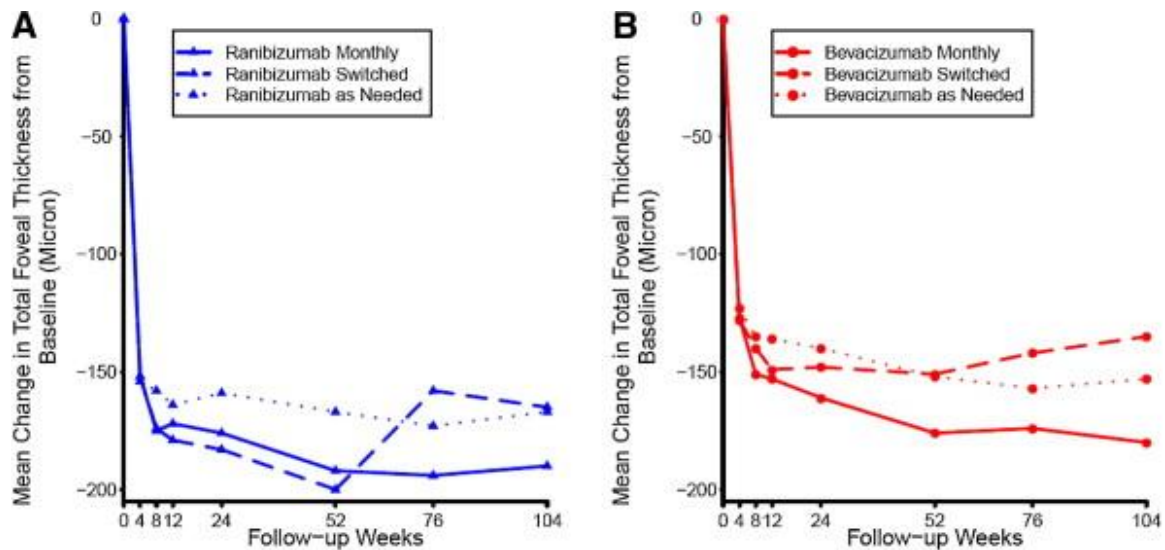 A
Mean Change in Total Foveal Thickness from
Baseline (Micron)
0
−50
−100
−150
−200
Ranibizumab Monthly
Ranibizumab Switched
Ranibizumab as Needed
0 4 8 12 24 52 76 104
Follow-up Weeks
B
Mean Change in Total Foveal Thickness from
Baseline (Micron)
0
−50
−100
−150
−200
Bevacizumab Monthly
Bevacizumab Switched
Bevacizumab as Needed
0 4 8 12 24 52 76 104
Follow-up Weeks